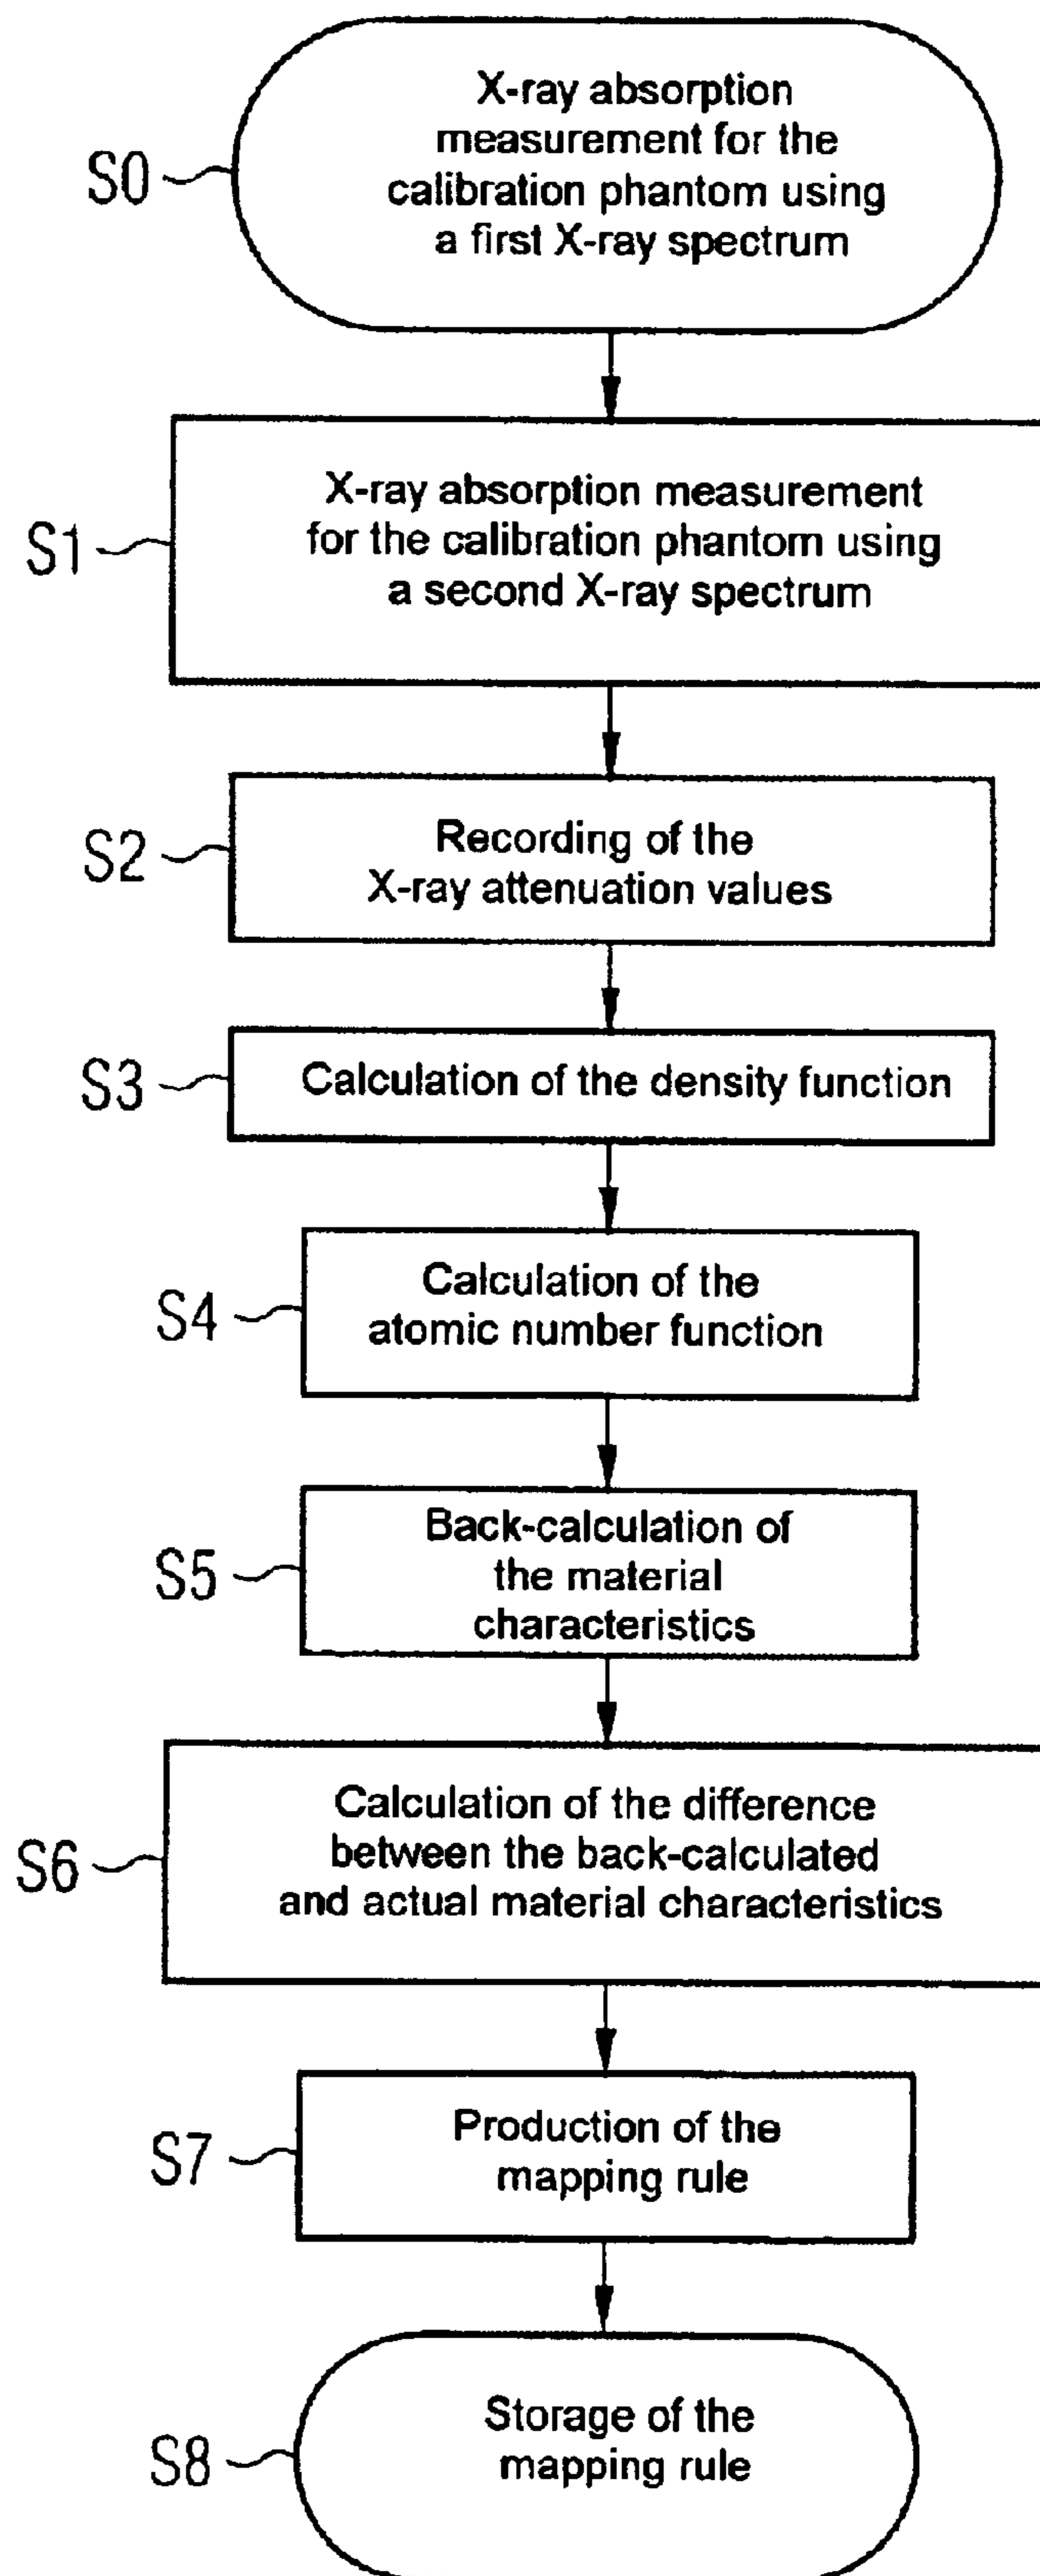 S0
X-ray absorption
measurement for the
calibration phantom using
a first X-ray spectrum
S1
X-ray absorption measurement
for the calibration phantom using
a second X-ray spectrum
S2
Recording of the
X-ray attenuation values
S3
Calculation of the density function
S4
Calculation of the
atomic number function
S5
Back-calculation of
the material
characteristics
S6
Calculation of the difference
between the back-calculated
and actual material characteristics
S7
Production of the
mapping rule
S8
Storage of the
mapping rule